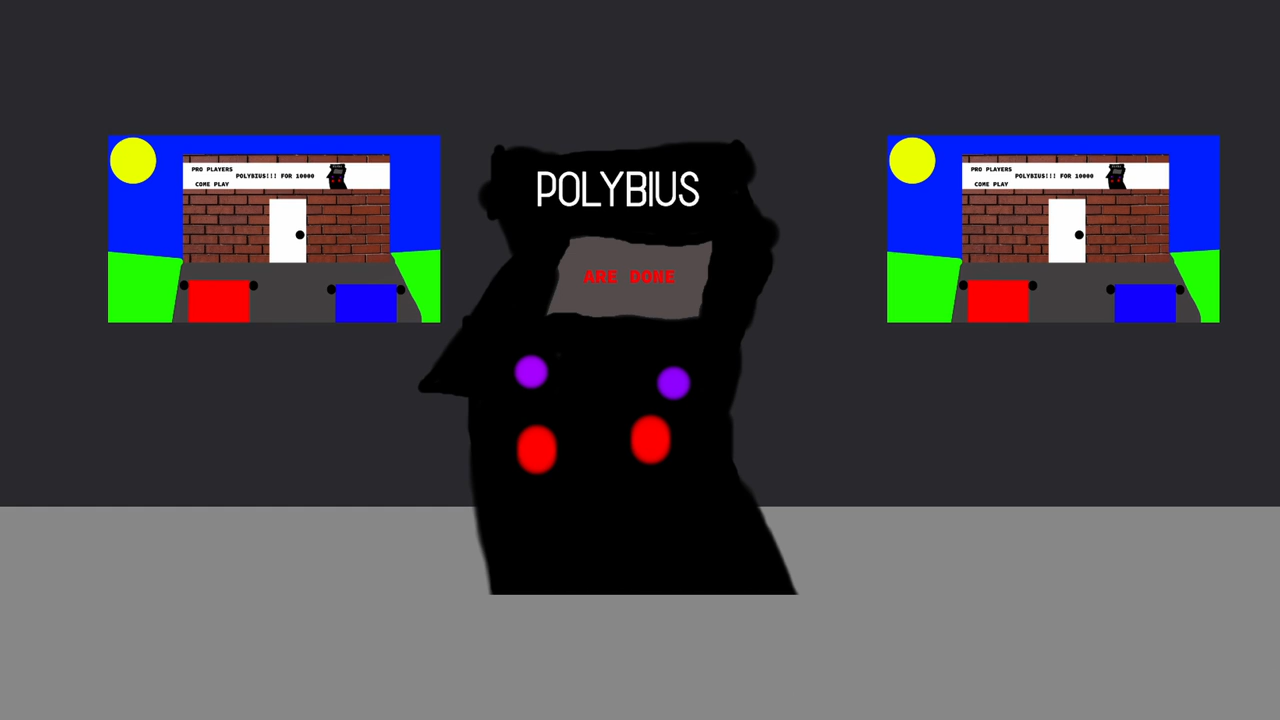 POLYBIUS
ARE DONE
PRO PLAYERS
POLYBIUS!!! FOR 10000
COME PLAY
PRO PLAYERS
POLYBIUS!!! FOR 10000
COME PLAY